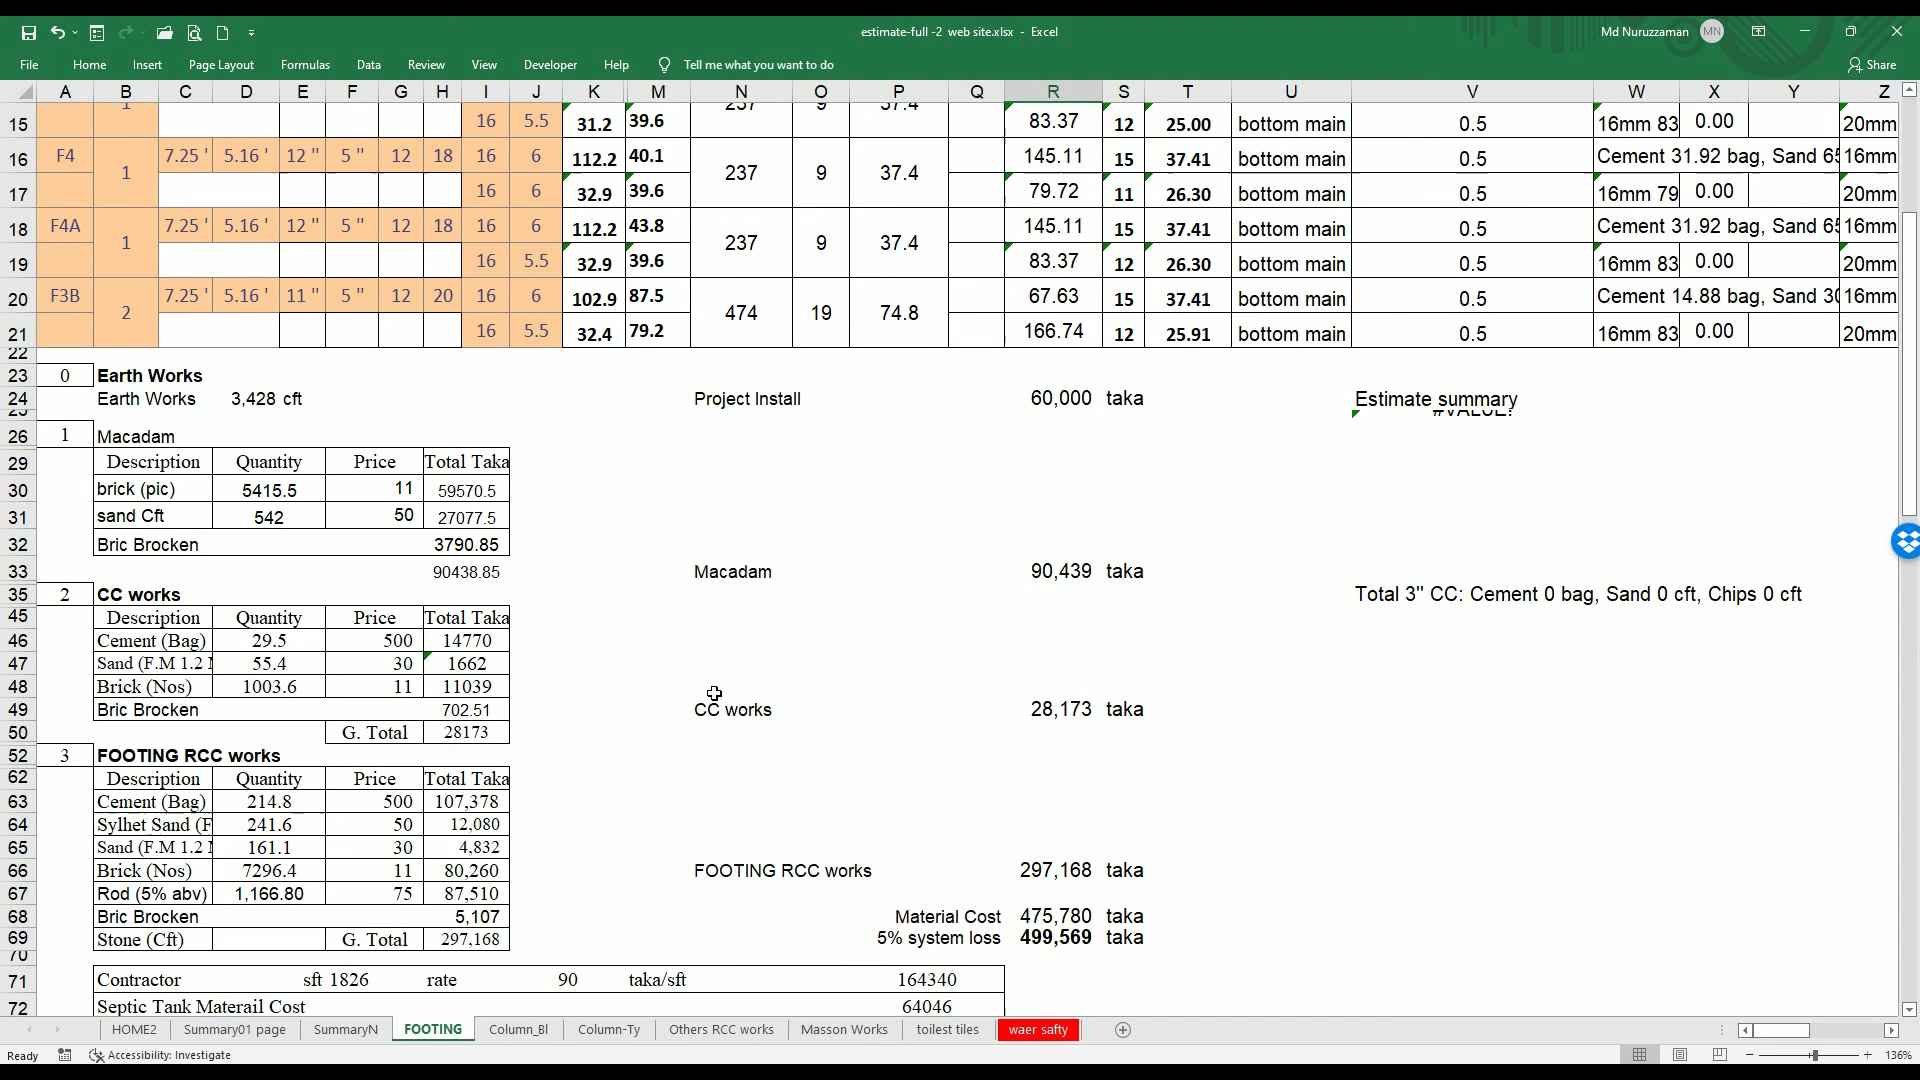 estimate-full -2 web site.xlsx - Excel
Md Nuruzzaman MN
File Home Insert Page Layout Formulas Data Review View Developer Help Tell me what you want to do Share
A B C D E F G H I J K M N O P Q R S T U V W X Y Z
15 16 5.5 31.2 39.6 83.37 12 25.00 bottom main 0.5 16mm 83 0.00 20mm
16 F4 1 7.25 ' 5.16 ' 12 " 5 " 12 18 16 6 112.2 40.1 237 9 37.4 145.11 15 37.41 bottom main 0.5 Cement 31.92 bag, Sand 65 16mm
17 16 5.5 32.9 39.6 79.72 11 26.30 bottom main 0.5 16mm 79 0.00 20mm
18 F4A 1 7.25 ' 5.16 ' 12 " 5 " 12 18 16 6 112.2 43.8 237 9 37.4 145.11 15 37.41 bottom main 0.5 Cement 31.92 bag, Sand 65 16mm
19 16 5.5 32.9 39.6 83.37 12 26.30 bottom main 0.5 16mm 83 0.00 20mm
20 F3B 2 7.25 ' 5.16 ' 11 " 5 " 12 20 16 6 102.9 87.5 474 19 74.8 67.63 15 37.41 bottom main 0.5 Cement 14.88 bag, Sand 30 16mm
21 16 5.5 32.4 79.2 166.74 12 25.91 bottom main 0.5 16mm 83 0.00 20mm
22
23 0 Earth Works
24 Earth Works 3,428 cft Project Install 60,000 taka Estimate summary
25 #VALUE!
26 1 Macadam
29 Description Quantity Price Total Taka
30 brick (pic) 5415.5 11 59570.5
31 sand Cft 542 50 27077.5
32 Bric Brocken 3790.85
33 90438.85 Macadam 90,439 taka
35 2 CC works Total 3" CC: Cement 0 bag, Sand 0 cft, Chips 0 cft
45 Description Quantity Price Total Taka
46 Cement (Bag) 29.5 500 14770
47 Sand (F.M 1.2 55.4 30 1662
48 Brick (Nos) 1003.6 11 11039
49 Bric Brocken 702.51 CC works 28,173 taka
50 G. Total 28173
52 3 FOOTING RCC works
62 Description Quantity Price Total Taka
63 Cement (Bag) 214.8 500 107,378
64 Sylhet Sand (F 241.6 50 12,080
65 Sand (F.M 1.2 161.1 30 4,832
66 Brick (Nos) 7296.4 11 80,260 FOOTING RCC works 297,168 taka
67 Rod (5% abv) 1,166.80 75 87,510
68 Bric Brocken 5,107 Material Cost 475,780 taka
69 Stone (Cft) G. Total 297,168 5% system loss 499,569 taka
70
71 Contractor sft 1826 rate 90 taka/sft 164340
72 Septic Tank Materail Cost 64046
HOME2 Summary01 page SummaryN FOOTING Column_Bl Column-Ty Others RCC works Masson Works toilest tiles waer safty
Ready Accessibility: Investigate 136%